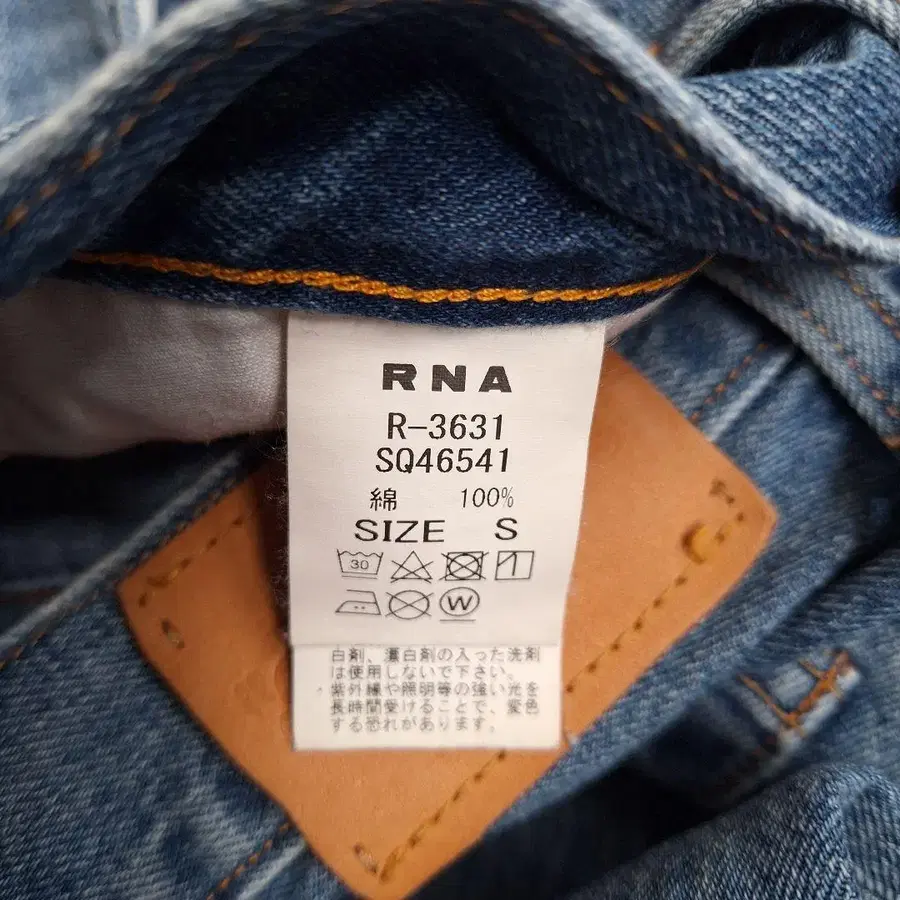 RNA
R-3631
SQ46541
綿 100%
SIZE S
30
W
白剤、漂白剤の入った洗剤
は使用しないで下さい。
紫外線や照明等の強い光を
長時間受けることで、変色
する恐れがあります。